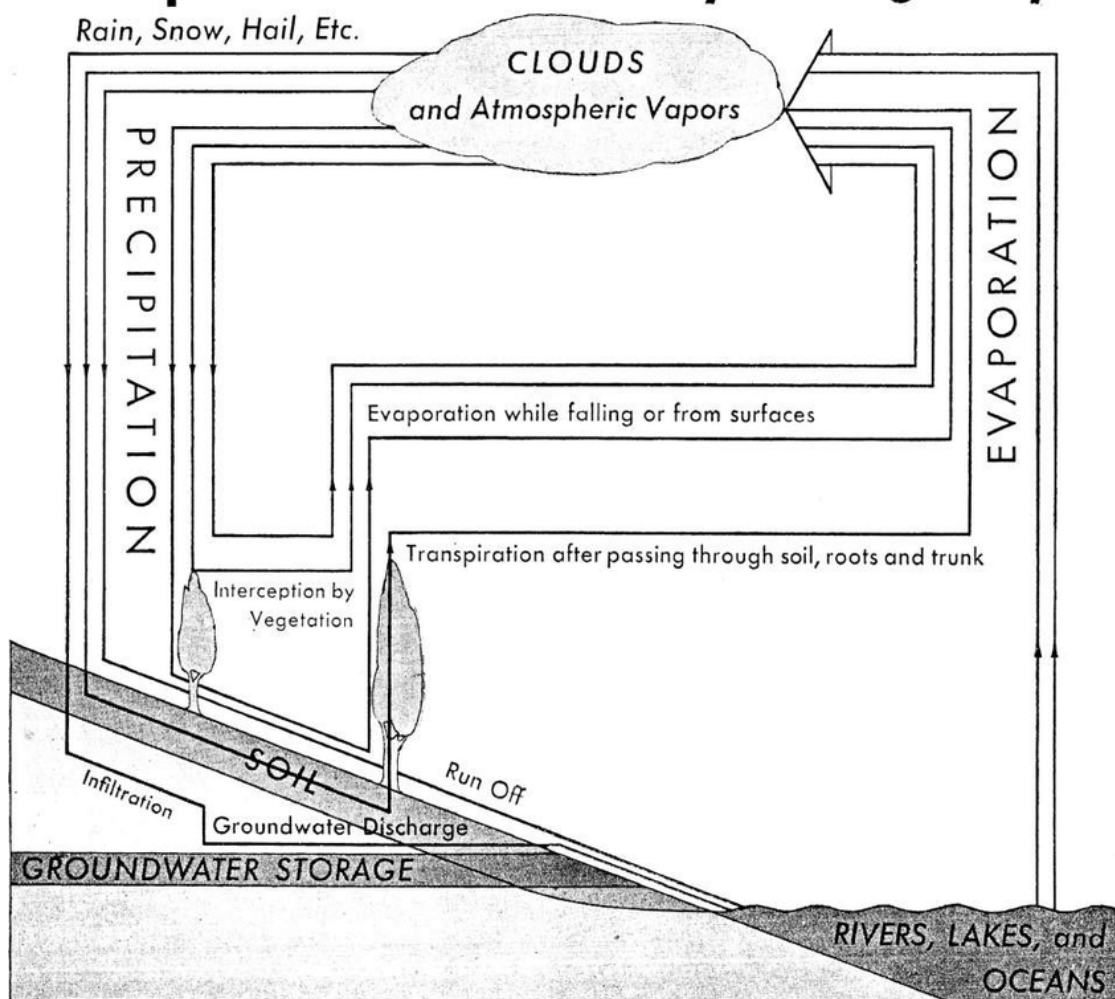 Rain, Snow, Hail, Etc.
CLOUDS
and Atmospheric Vapors
PRECIPITATION
EVAPORATION
Evaporation while falling or from surfaces
Transpiration after passing through soil, roots and trunk
Interception by
Vegetation
SOIL
Run Off
Infiltration
Groundwater Discharge
GROUNDWATER STORAGE
RIVERS, LAKES, and
OCEANS